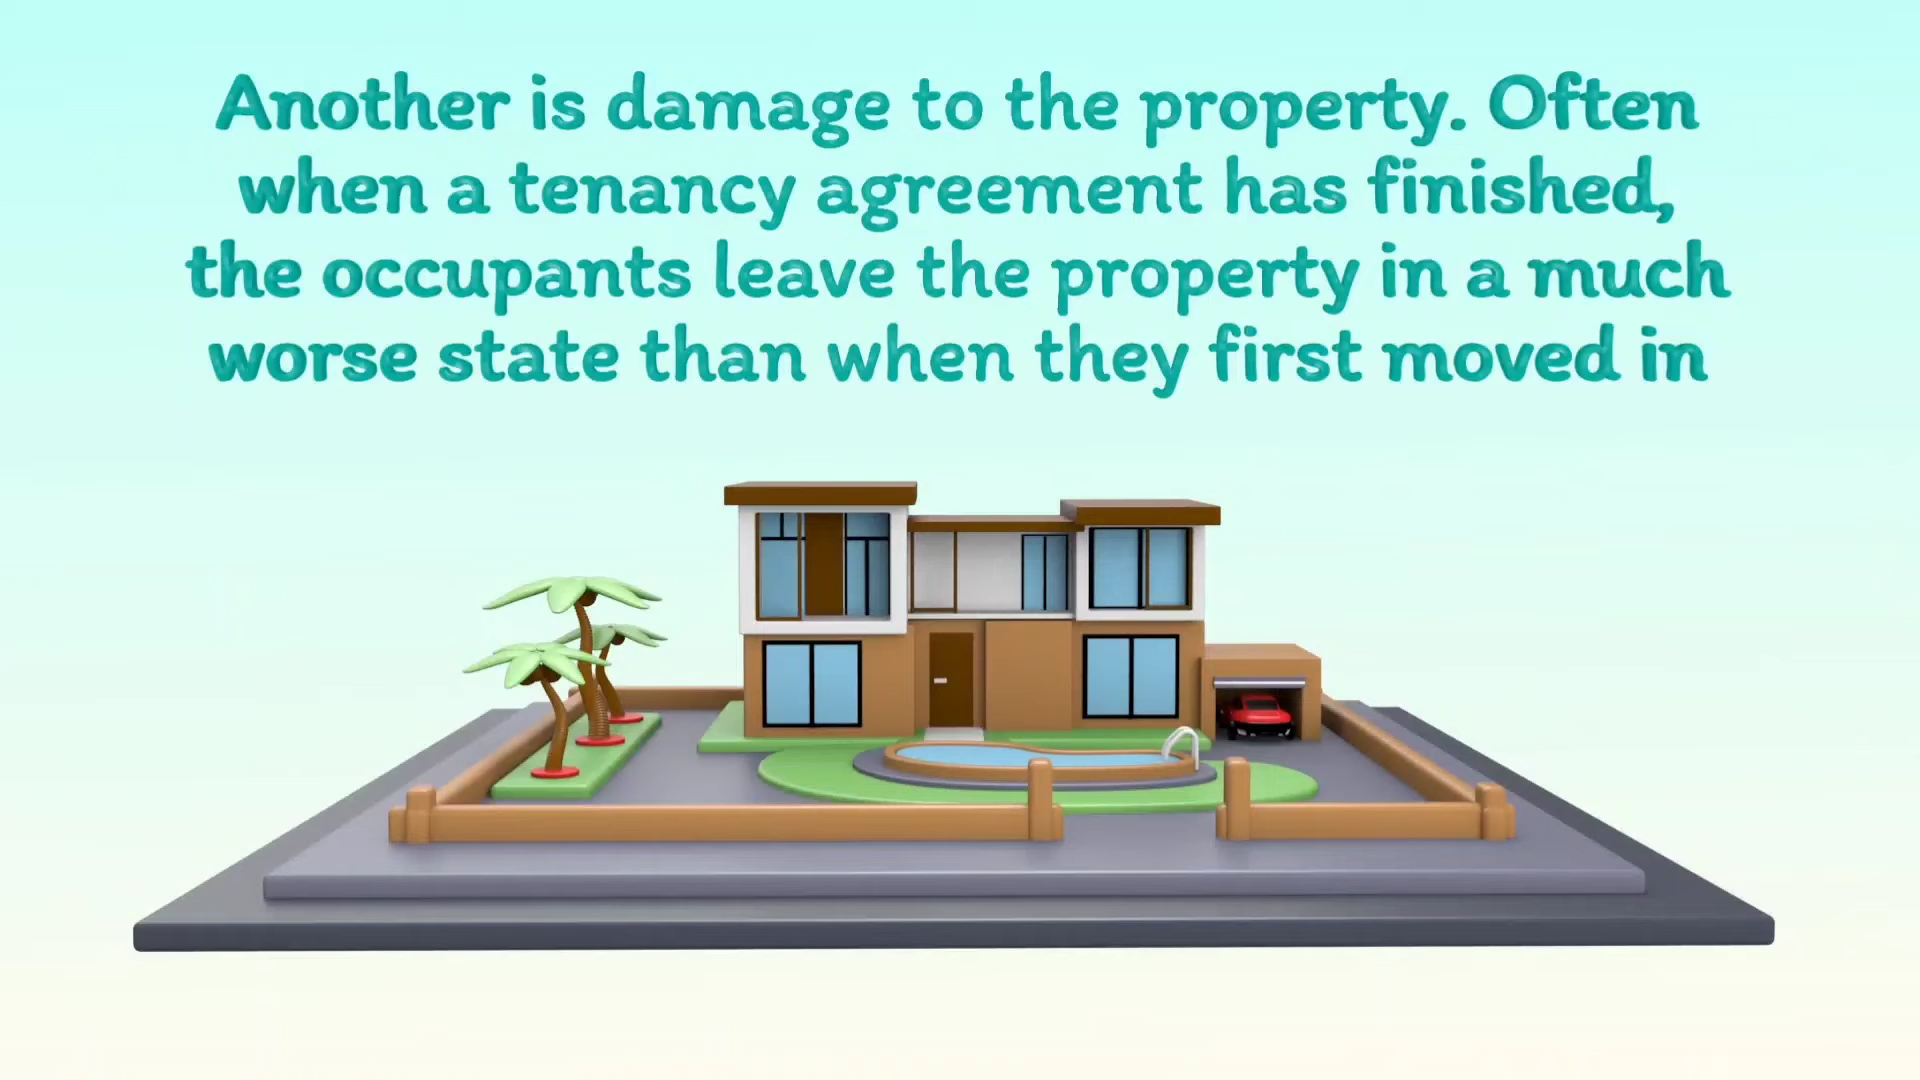 Another is damage to the property. Often
when a tenancy agreement has finished,
the occupants leave the property in a much
worse state than when they first moved in